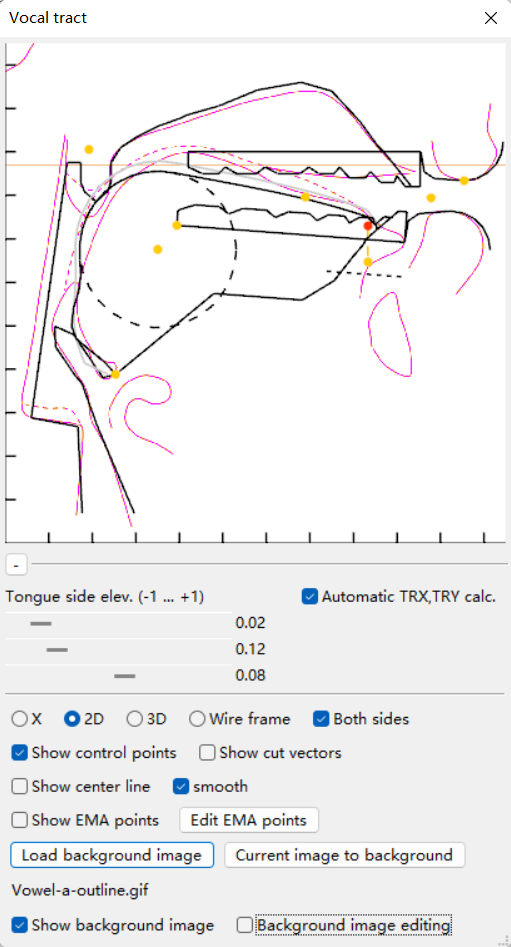 Vocal tract
-
Tongue side elev. (-1 ... +1)
Automatic TRX,TRY calc.
0.02
0.12
0.08
X 2D 3D Wire frame Both sides
Show control points Show cut vectors
Show center line smooth
Show EMA points Edit EMA points
Load background image Current image to background
Vowel-a-outline.gif
Show background image Background image editing